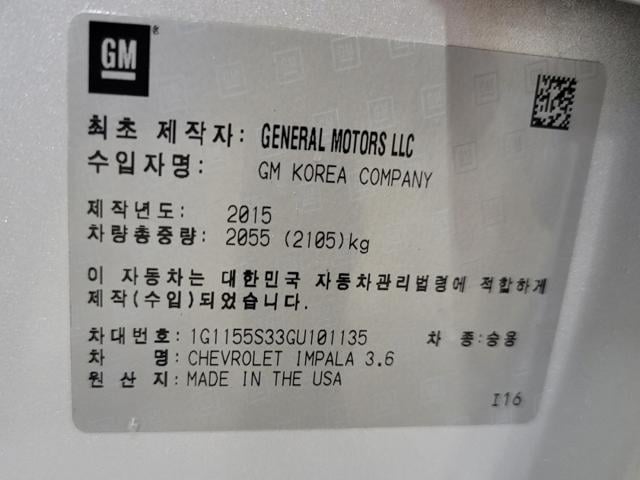 GM®
최초 제작자: GENERAL MOTORS LLC
수입자명: GM KOREA COMPANY
제작년도: 2015
차량총중량: 2055 (2105)kg
이 자동차는 대한민국 자동차관리법령에 적합하게
제작(수입)되었습니다.
차대번호: 1G1155S33GU101135 차 종:승용
차 명: CHEVROLET IMPALA 3.6
원 산 지: MADE IN THE USA
I16